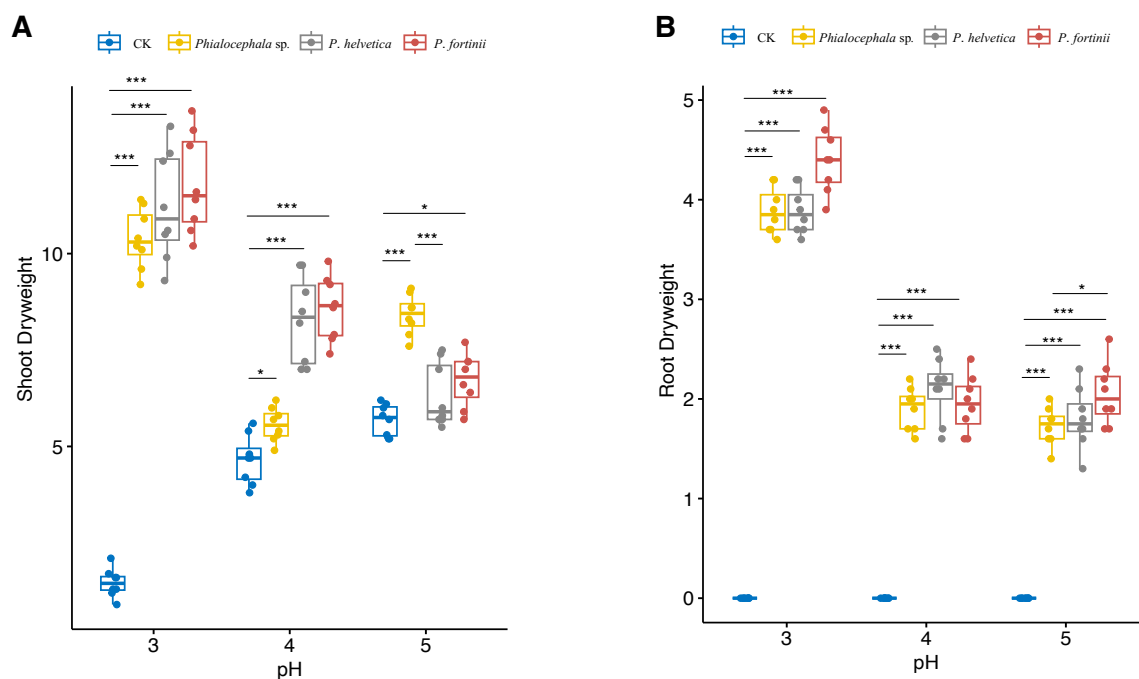 A
CK Phialocephala sp. P. helvetica P. fortinii
***
***
***
***
***
*
*
***
***
10
5
Shoot Dryweight
3 4 5
pH
B
CK Phialocephala sp. P. helvetica P. fortinii
***
***
***
***
***
***
*
***
***
***
5
4
3
2
1
0
Root Dryweight
3 4 5
pH